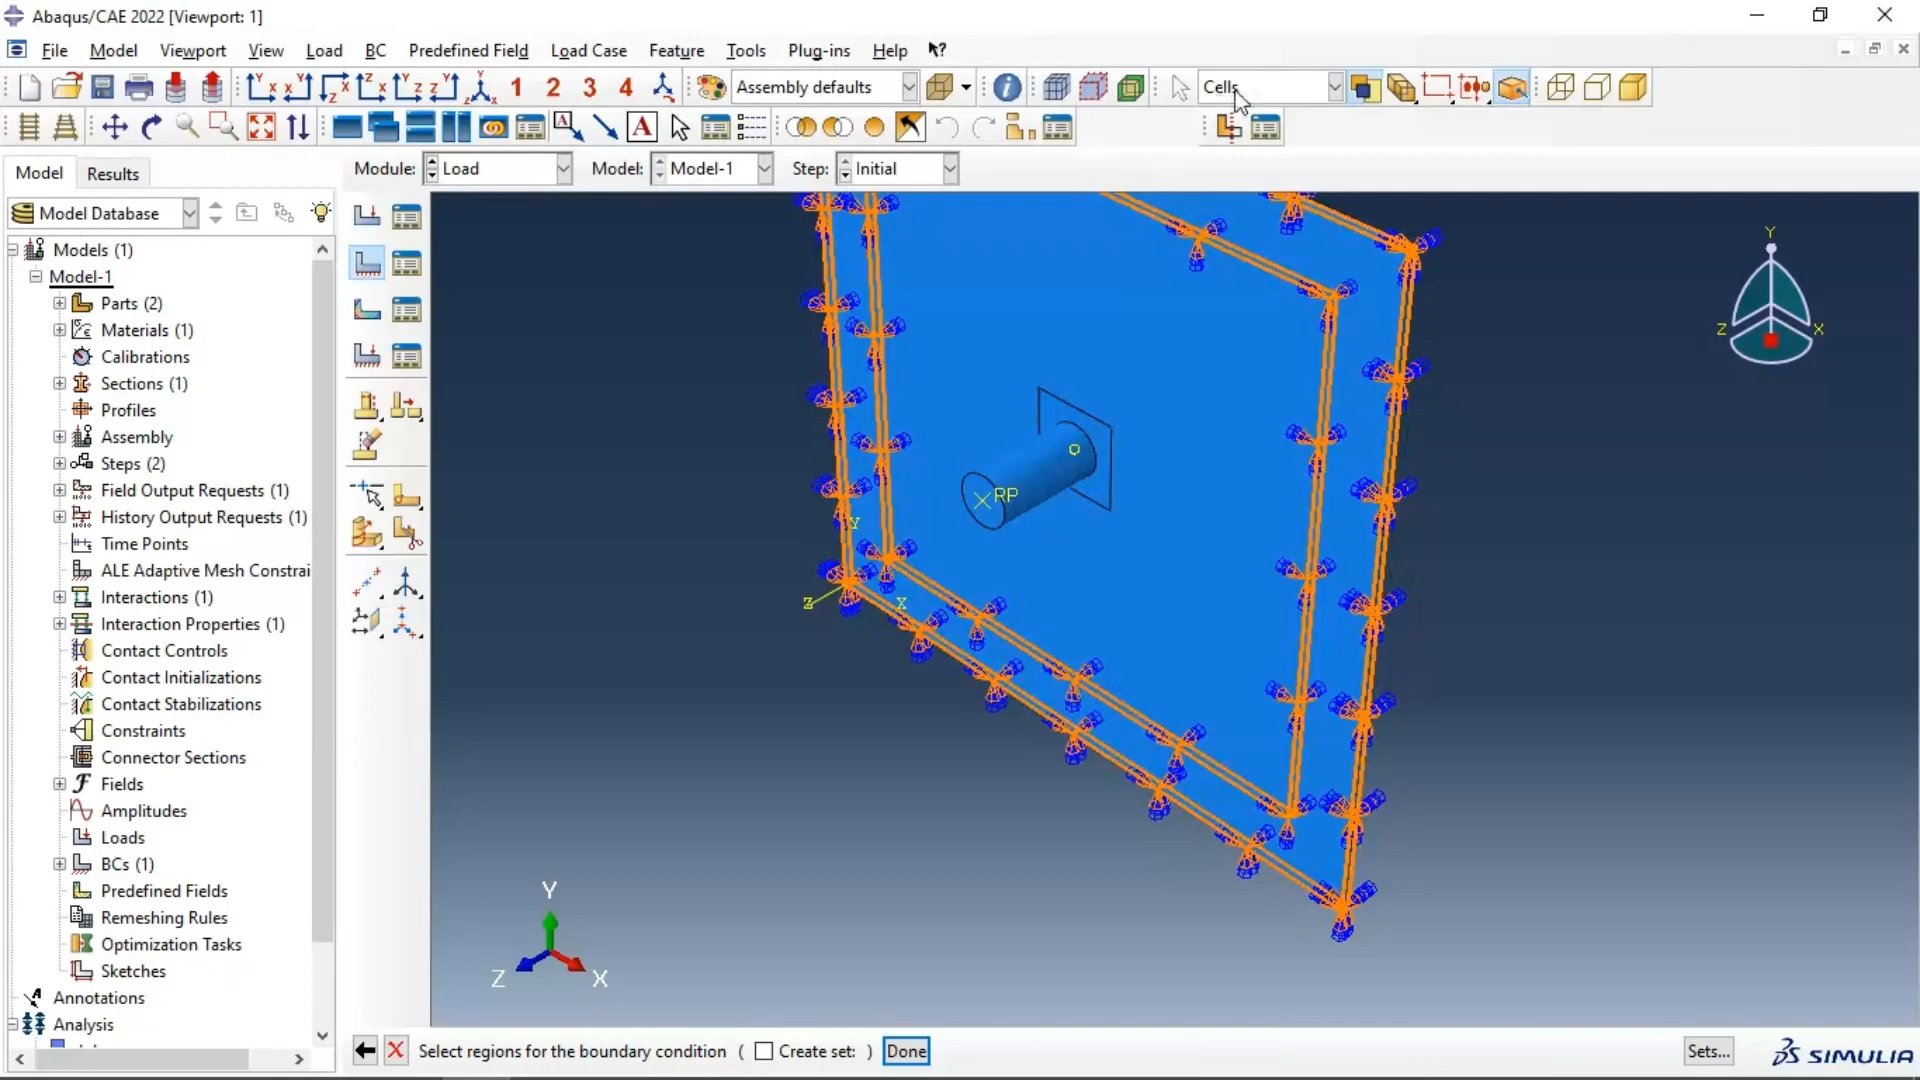 Abaqus/CAE 2022 [Viewport: 1]
File Model Viewport View Load BC Predefined Field Load Case Feature Tools Plug-ins Help
1 2 3 4 Assembly defaults Cells
Module: Load Model: Model-1 Step: Initial
Model Results
Model Database
Models (1)
Model-1
Parts (2)
Materials (1)
Calibrations
Sections (1)
Profiles
Assembly
Steps (2)
Field Output Requests (1)
History Output Requests (1)
Time Points
ALE Adaptive Mesh Constrai
Interactions (1)
Interaction Properties (1)
Contact Controls
Contact Initializations
Contact Stabilizations
Constraints
Connector Sections
Fields
Amplitudes
Loads
BCs (1)
Predefined Fields
Remeshing Rules
Optimization Tasks
Sketches
Annotations
Analysis
Y
Z X
RP
Y
Z X
Y
Z X
Select regions for the boundary condition ( Create set: ) Done
Sets...
SIMULIA